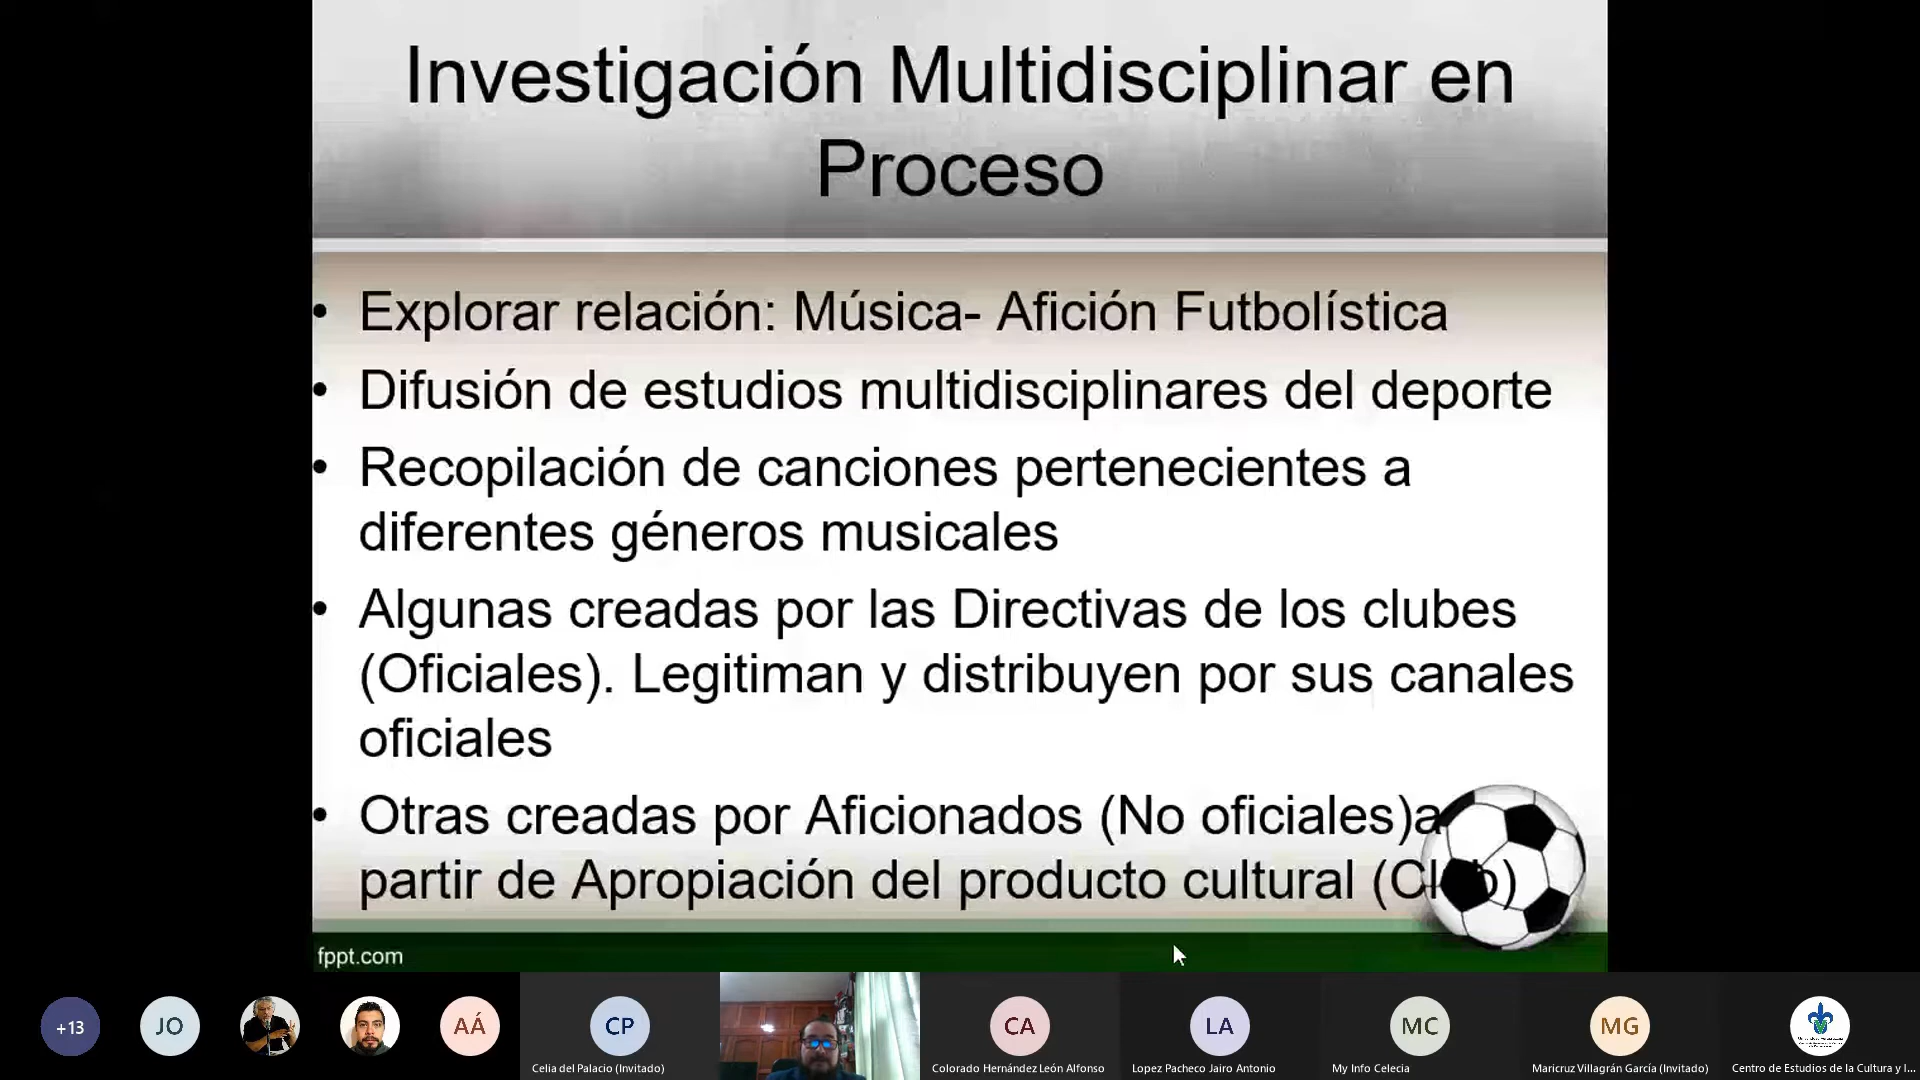 Investigación Multidisciplinar en
Proceso
• Explorar relación: Música- Afición Futbolística
• Difusión de estudios multidisciplinares del deporte
• Recopilación de canciones pertenecientes a
diferentes géneros musicales
• Algunas creadas por las Directivas de los clubes
(Oficiales). Legitiman y distribuyen por sus canales
oficiales
• Otras creadas por Aficionados (No oficiales)a
partir de Apropiación del producto cultural (Club)
fppt.com
+13
JO
AÁ
CP
CA
LA
MC
MG
Celia del Palacio (Invitado)
Colorado Hernández León Alfonso
Lopez Pacheco Jairo Antonio
My Info Celecia
Maricruz Villagrán García (Invitado)
Centro de Estudios de la Cultura y l...